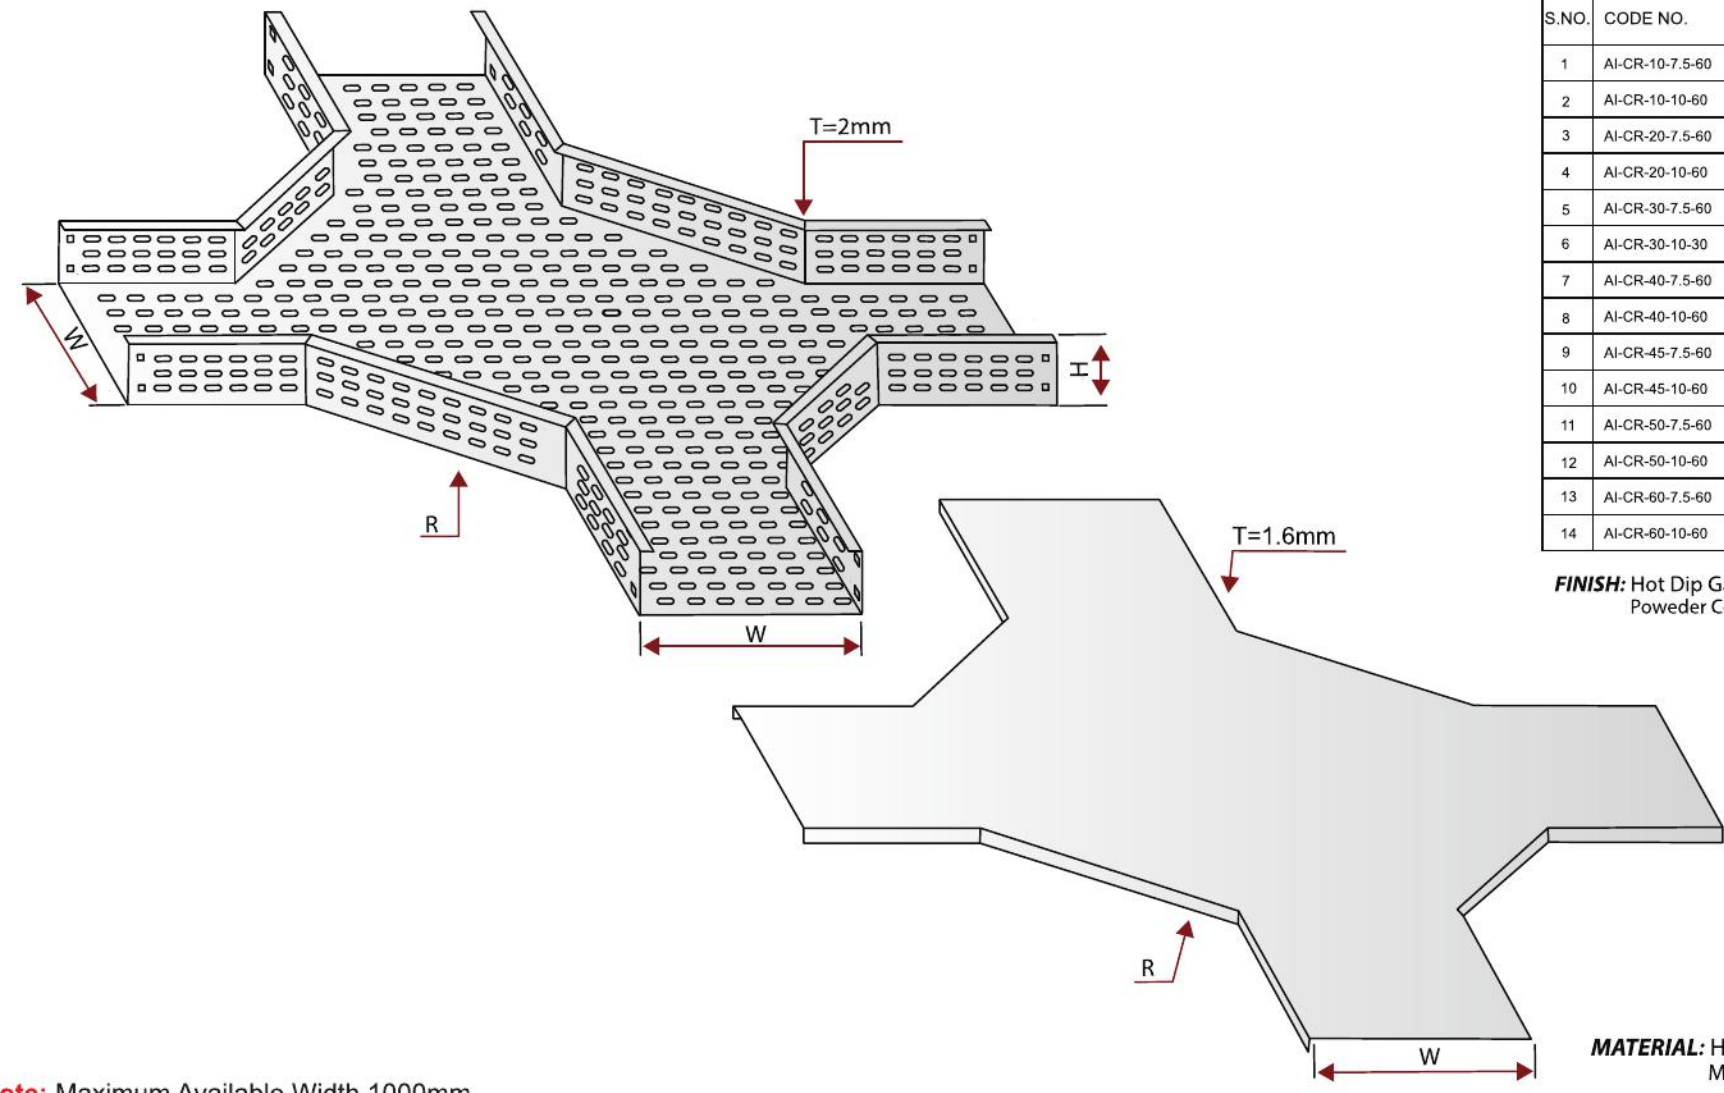 S.NO. CODE NO.
1 AI-CR-10-7.5-60
2 AI-CR-10-10-60
3 AI-CR-20-7.5-60
4 AI-CR-20-10-60
5 AI-CR-30-7.5-60
6 AI-CR-30-10-30
7 AI-CR-40-7.5-60
8 AI-CR-40-10-60
9 AI-CR-45-7.5-60
10 AI-CR-45-10-60
11 AI-CR-50-7.5-60
12 AI-CR-50-10-60
13 AI-CR-60-7.5-60
14 AI-CR-60-10-60
T=2mm
W
H
R
W
T=1.6mm
FINISH: Hot Dip Ga
Poweder C
R
W
MATERIAL: H
M
ote: Maximum Available Width 1000mm